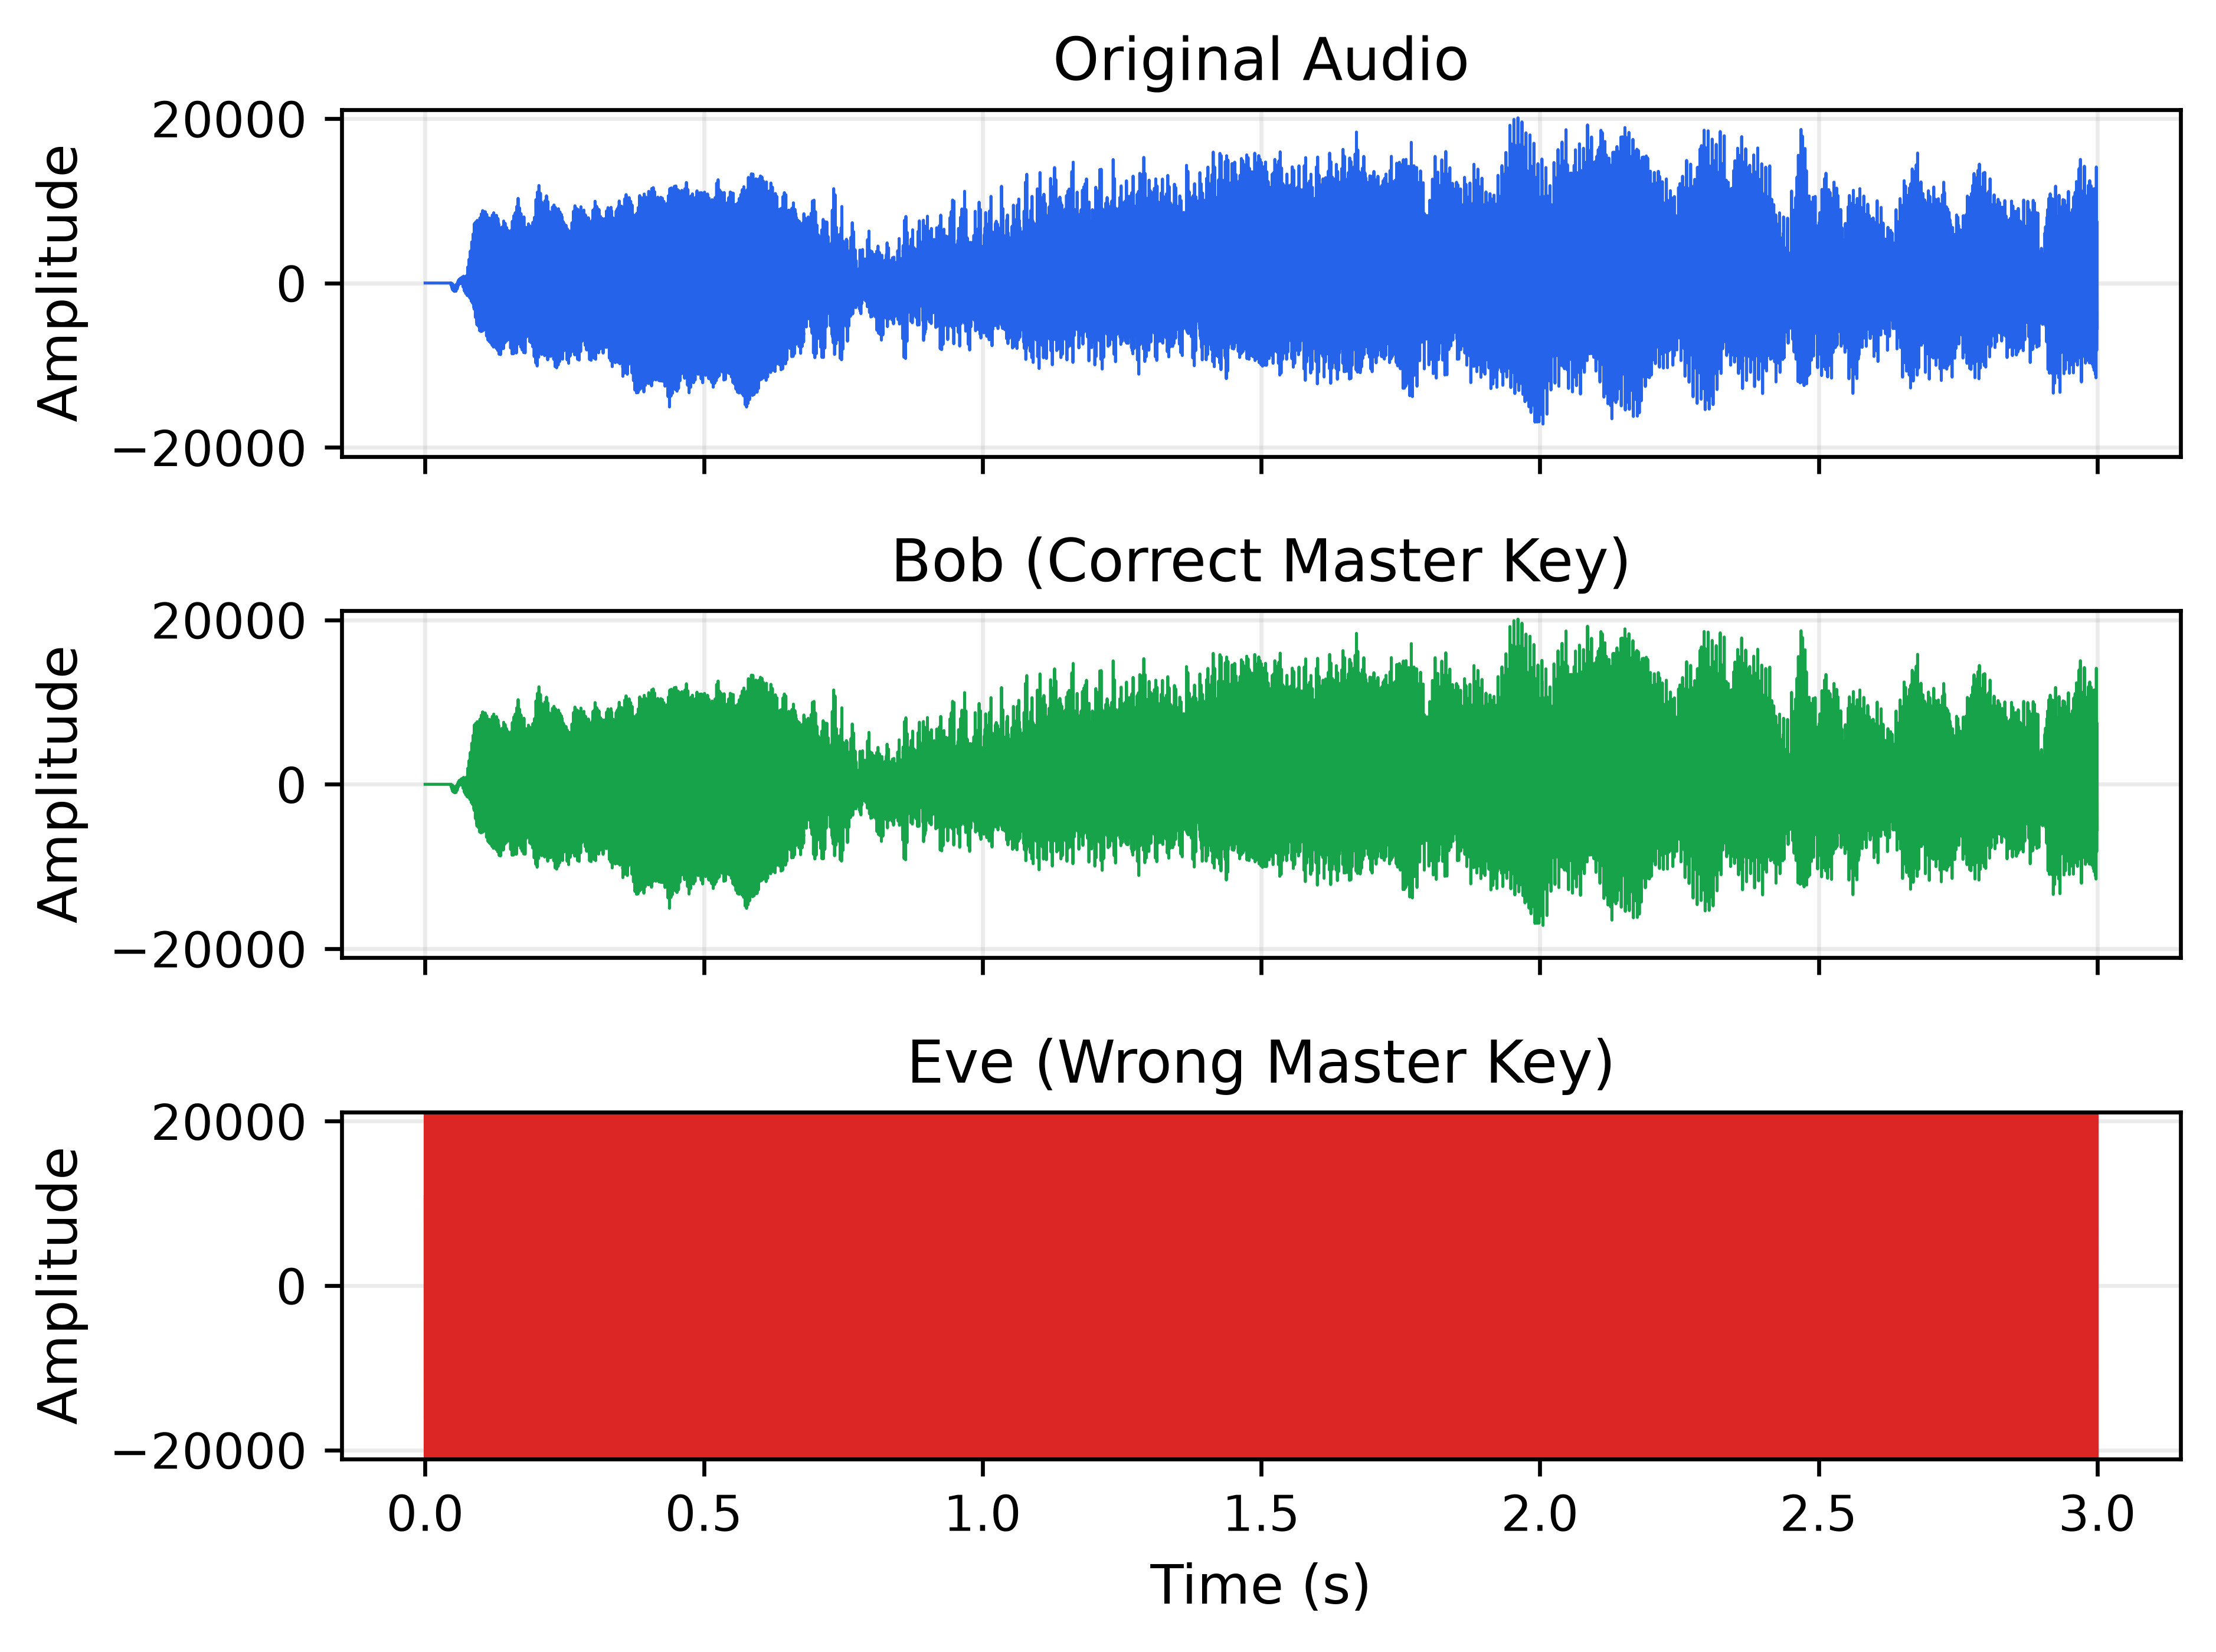 Original Audio
20000
0
−20000
Amplitude
Bob (Correct Master Key)
20000
0
−20000
Amplitude
Eve (Wrong Master Key)
20000
0
−20000
Amplitude
0.0 0.5 1.0 1.5 2.0 2.5 3.0
Time (s)